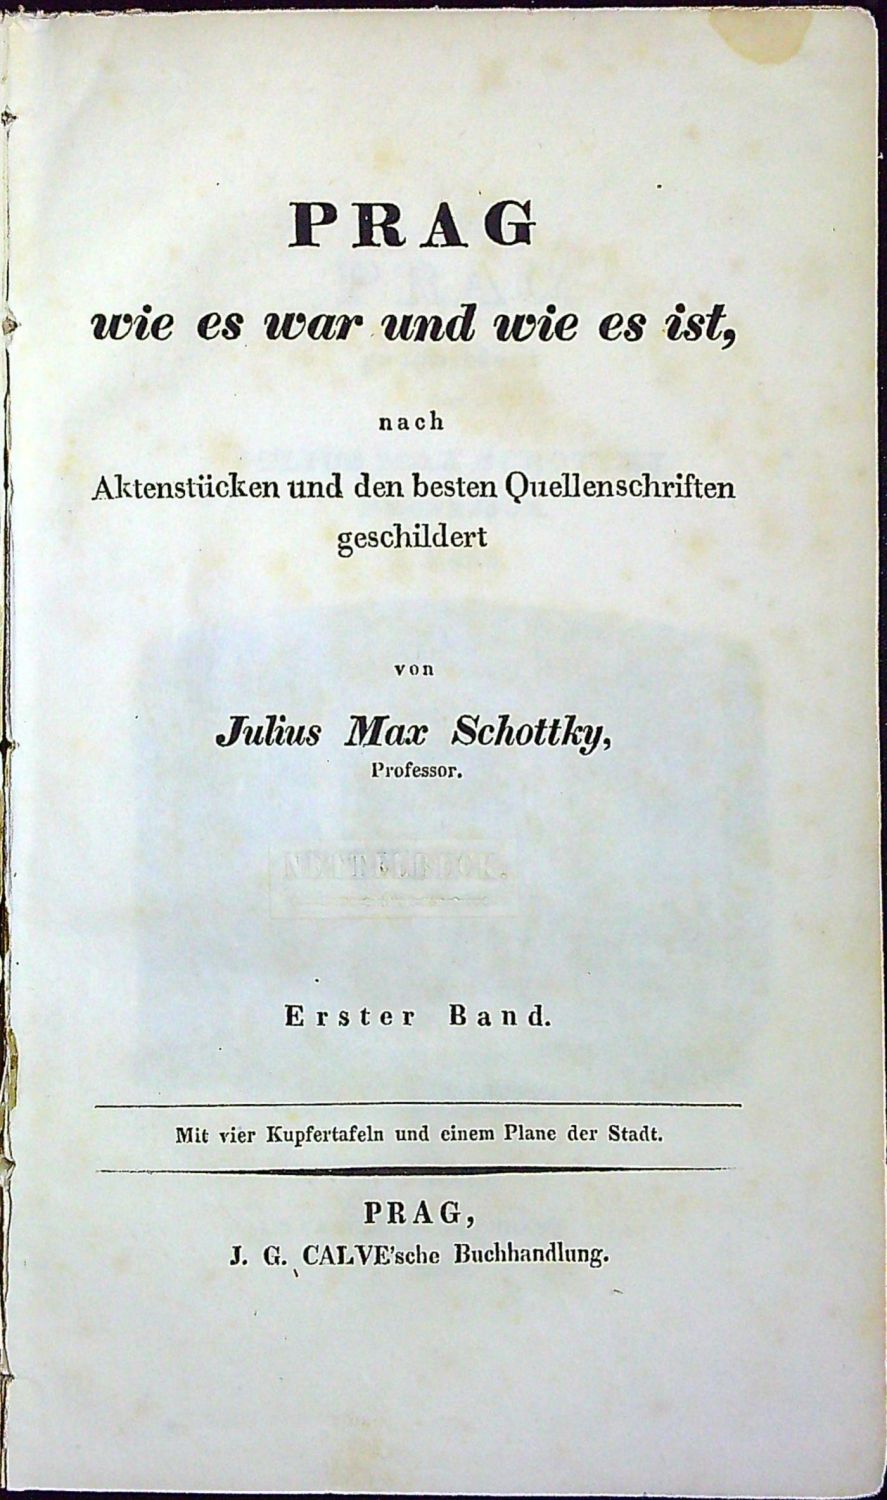 PRAG
wie es war und wie es ist,
nach
Aktenstücken und den besten Quellenschriften
geschildert
von
Julius Max Schottky,
Professor.
Erster Band.
Mit vier Kupfertafeln und einem Plane der Stadt.
PRAG,
J. G. CALVE'sche Buchhandlung.